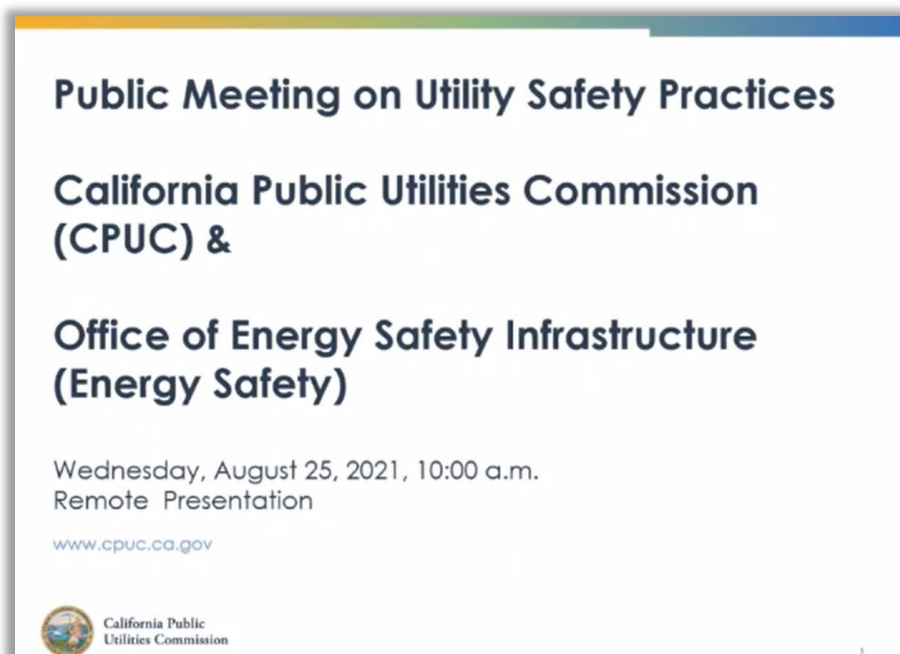 Public Meeting on Utility Safety Practices
California Public Utilities Commission
(CPUC) &
Office of Energy Safety Infrastructure
(Energy Safety)
Wednesday, August 25, 2021, 10:00 a.m.
Remote Presentation
www.cpuc.ca.gov
California Public
Utilities Commission
1